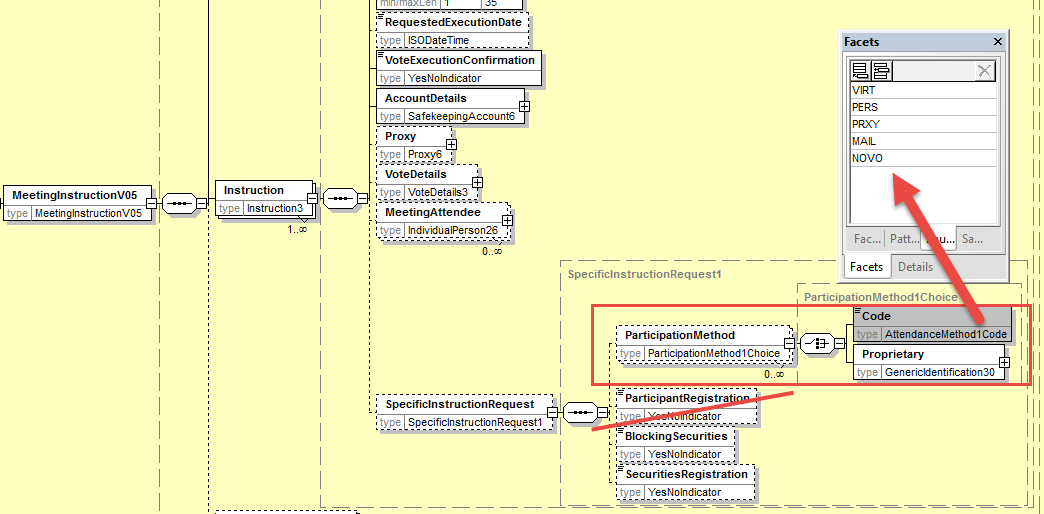 min/maxLen 1 35
RequestedExecutionDate
type ISODateTime
VoteExecutionConfirmation
type YesNoIndicator
AccountDetails
type SafekeepingAccount6
Proxy
type Proxy6
VoteDetails
type VoteDetails3
MeetingAttendee
type IndividualPerson26
0..∞
MeetingInstructionV05
type MeetingInstructionV05
Instruction
type Instruction3
1..∞
Facets
VIRT
PERS
PRXY
MAIL
NOVO
Fac... Patt... Sa...
Facets Details
SpecificInstructionRequest1
ParticipationMethod1Choice
Code
type AttendanceMethod1Code
ParticipationMethod
type ParticipationMethod1Choice
0..∞
Proprietary
type GenericIdentification30
SpecificInstructionRequest
type SpecificInstructionRequest1
ParticipantRegistration
type YesNoIndicator
BlockingSecurities
type YesNoIndicator
SecuritiesRegistration
type YesNoIndicator